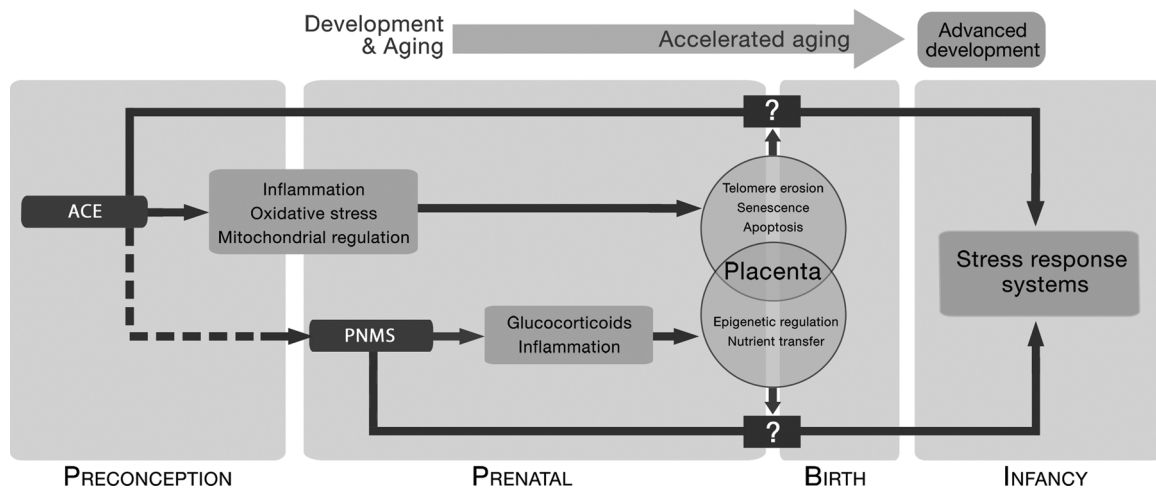 Development
& Aging
Accelerated aging
Advanced
development
?
ACE
Inflammation
Oxidative stress
Mitochondrial regulation
Telomere erosion
Senescence
Apoptosis
Placenta
Stress response
systems
PNMS
Glucocorticoids
Inflammation
Epigenetic regulation
Nutrient transfer
?
PRECONCEPTION
PRENATAL
BIRTH
INFANCY